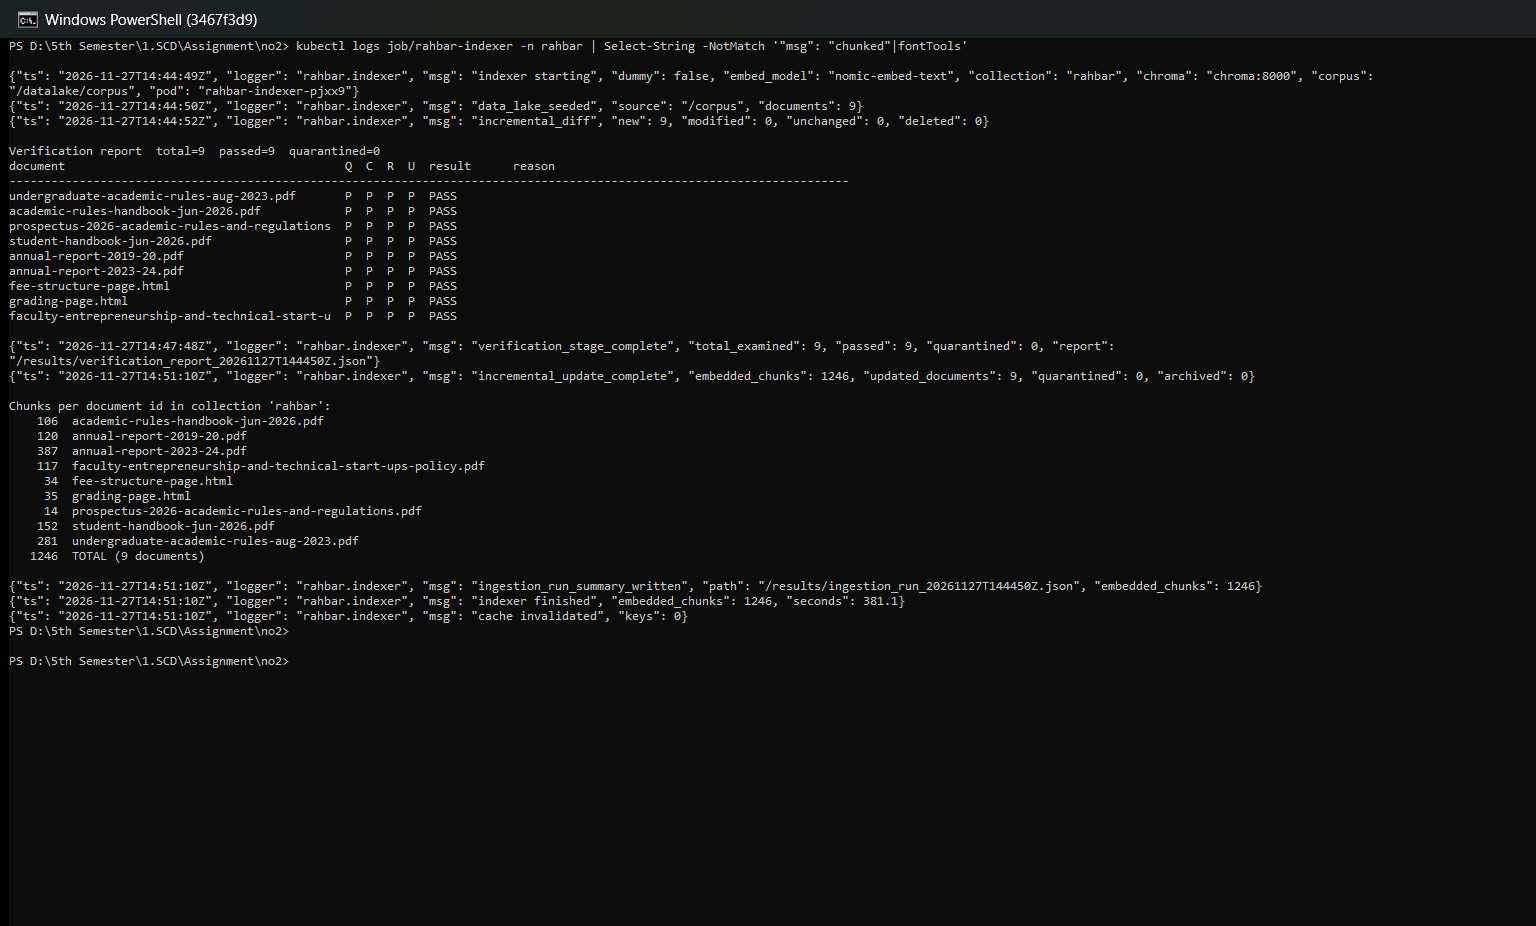 Windows PowerShell (3467f3d9)
PS D:\5th Semester\1.SCD\Assignment\no2> kubectl logs job/rahbar-indexer -n rahbar | Select-String -NotMatch '"msg": "chunked"|fontTools'
{"ts": "2026-11-27T14:44:49Z", "logger": "rahbar.indexer", "msg": "indexer starting", "dummy": false, "embed_model": "nomic-embed-text", "collection": "rahbar", "chroma": "chroma:8000", "corpus":
"/datalake/corpus", "pod": "rahbar-indexer-pjxx9"}
{"ts": "2026-11-27T14:44:50Z", "logger": "rahbar.indexer", "msg": "data_lake_seeded", "source": "/corpus", "documents": 9}
{"ts": "2026-11-27T14:44:52Z", "logger": "rahbar.indexer", "msg": "incremental_diff", "new": 9, "modified": 0, "unchanged": 0, "deleted": 0}
Verification report  total=9  passed=9  quarantined=0
document                                        Q  C  R  U  result      reason
------------------------------------------------------------------------------------------------------------------------
undergraduate-academic-rules-aug-2023.pdf       P  P  P  P  PASS
academic-rules-handbook-jun-2026.pdf            P  P  P  P  PASS
prospectus-2026-academic-rules-and-regulations  P  P  P  P  PASS
student-handbook-jun-2026.pdf                   P  P  P  P  PASS
annual-report-2019-20.pdf                       P  P  P  P  PASS
annual-report-2023-24.pdf                       P  P  P  P  PASS
fee-structure-page.html                         P  P  P  P  PASS
grading-page.html                               P  P  P  P  PASS
faculty-entrepreneurship-and-technical-start-u  P  P  P  P  PASS
{"ts": "2026-11-27T14:47:48Z", "logger": "rahbar.indexer", "msg": "verification_stage_complete", "total_examined": 9, "passed": 9, "quarantined": 0, "report":
"/results/verification_report_20261127T144450Z.json"}
{"ts": "2026-11-27T14:51:10Z", "logger": "rahbar.indexer", "msg": "incremental_update_complete", "embedded_chunks": 1246, "updated_documents": 9, "quarantined": 0, "archived": 0}
Chunks per document id in collection 'rahbar':
    106  academic-rules-handbook-jun-2026.pdf
    120  annual-report-2019-20.pdf
    387  annual-report-2023-24.pdf
    117  faculty-entrepreneurship-and-technical-start-ups-policy.pdf
     34  fee-structure-page.html
     35  grading-page.html
     14  prospectus-2026-academic-rules-and-regulations.pdf
    152  student-handbook-jun-2026.pdf
    281  undergraduate-academic-rules-aug-2023.pdf
   1246  TOTAL (9 documents)
{"ts": "2026-11-27T14:51:10Z", "logger": "rahbar.indexer", "msg": "ingestion_run_summary_written", "path": "/results/ingestion_run_20261127T144450Z.json", "embedded_chunks": 1246}
{"ts": "2026-11-27T14:51:10Z", "logger": "rahbar.indexer", "msg": "indexer finished", "embedded_chunks": 1246, "seconds": 381.1}
{"ts": "2026-11-27T14:51:10Z", "logger": "rahbar.indexer", "msg": "cache invalidated", "keys": 0}
PS D:\5th Semester\1.SCD\Assignment\no2>
PS D:\5th Semester\1.SCD\Assignment\no2>